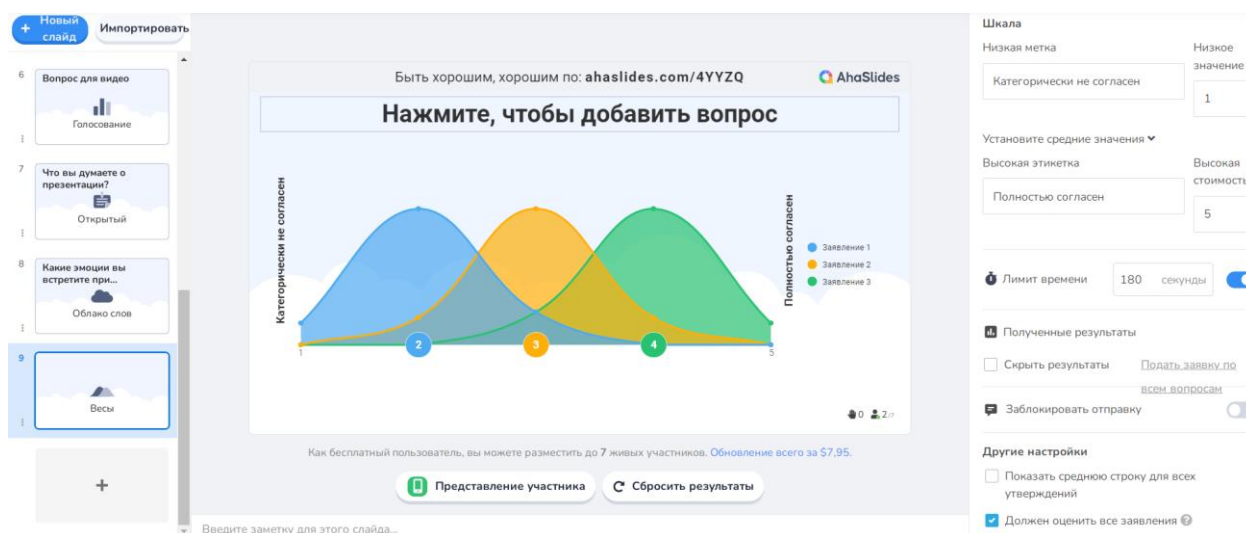 + Новый слайд
Импортировать
6 Вопрос для видео
Голосование
7 Что вы думаете о
презентации?
Открытый
8 Какие эмоции вы
встретите при...
Облако слов
9
Весы
+
Быть хорошим, хорошим по: ahaslides.com/4YYZQ
AhaSlides
Нажмите, чтобы добавить вопрос
Категорически не согласен
Полностью согласен
Заявление 1
Заявление 2
Заявление 3
1 2 3 4 5
0 2/7
Как бесплатный пользователь, вы можете разместить до 7 живых участников. Обновление всего за $7,95.
Представление участника
Сбросить результаты
Введите заметку для этого слайда...
Шкала
Низкая метка
Низкое
значение
Категорически не согласен
1
Установите средние значения
Высокая этикетка
Высокая
стоимость
Полностью согласен
5
Лимит времени 180 секунды
Полученные результаты
Скрыть результаты
Подать заявку по
всем вопросам
Заблокировать отправку
Другие настройки
Показать среднюю строку для всех
утверждений
Должен оценить все заявления ?